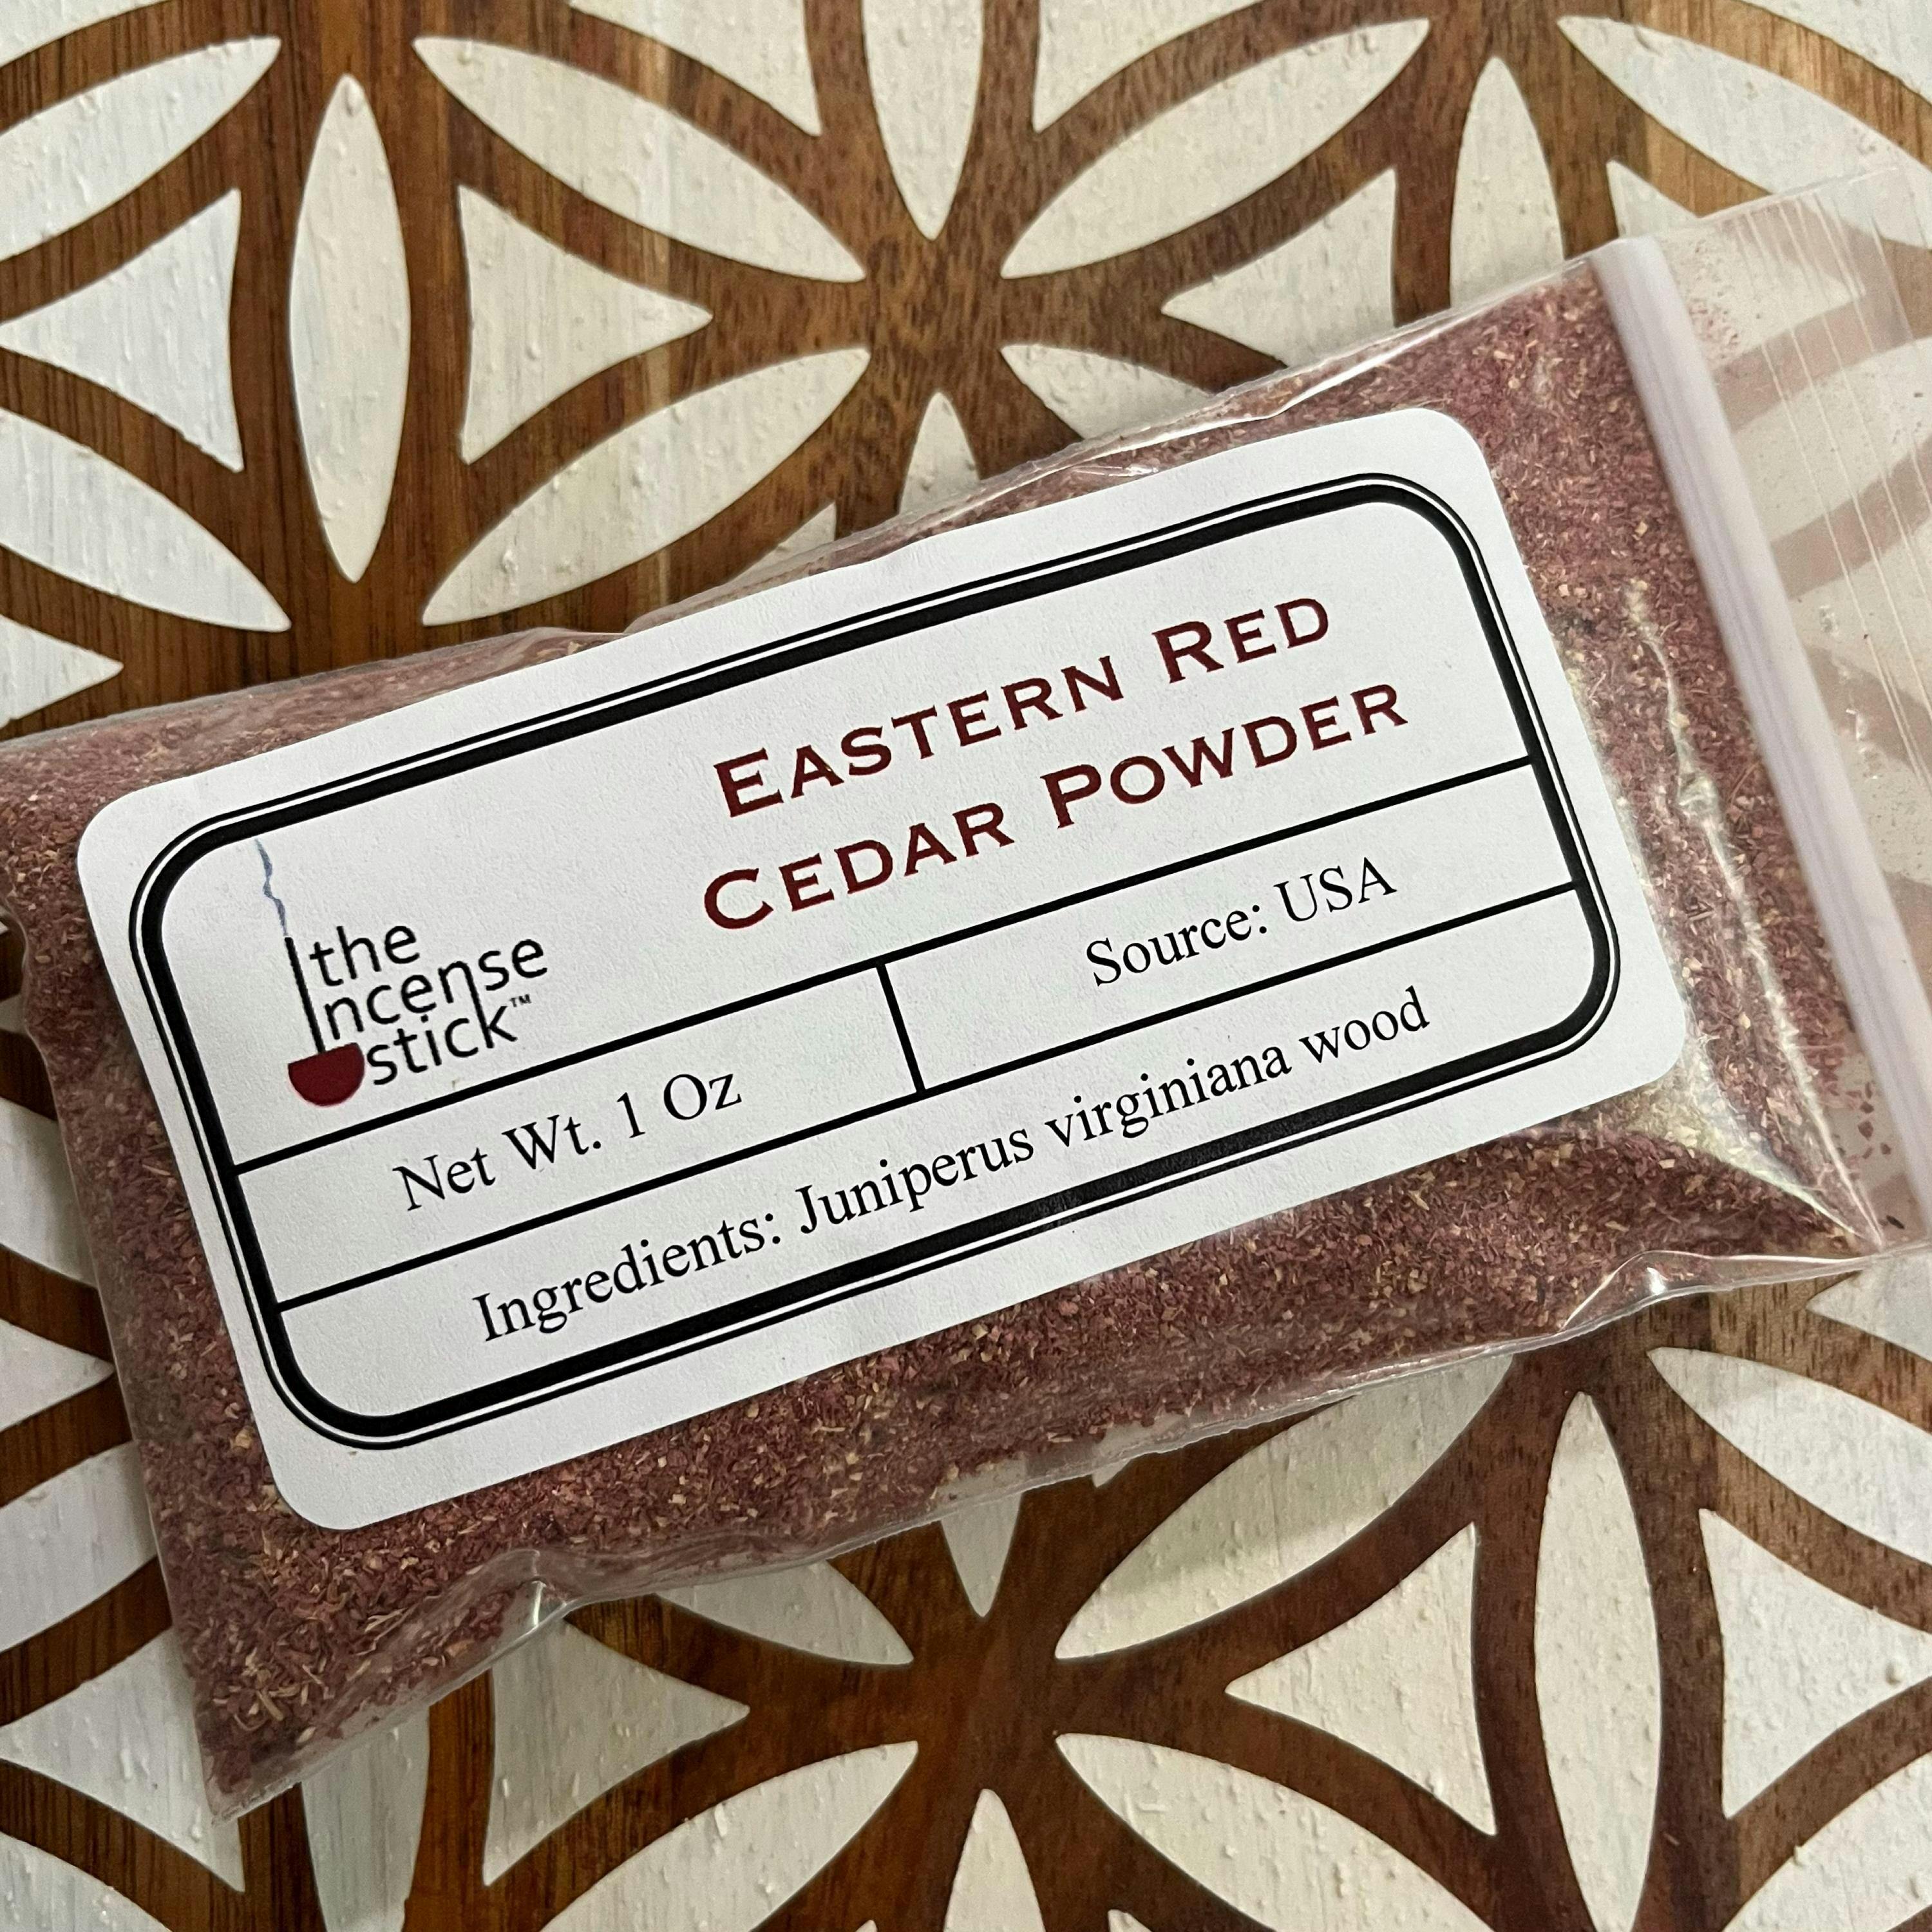 Eastern Red
Cedar Powder
the
Incense
stick™
Net Wt. 1 Oz
Source: USA
Ingredients: Juniperus virginiana wood